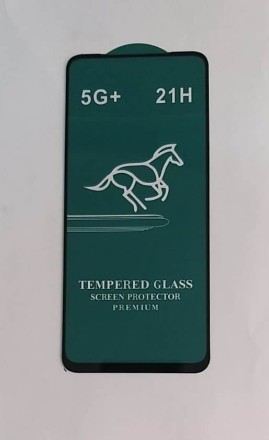 5G+ 21H
TEMPERED GLASS
SCREEN PROTECTOR
PREMIUM